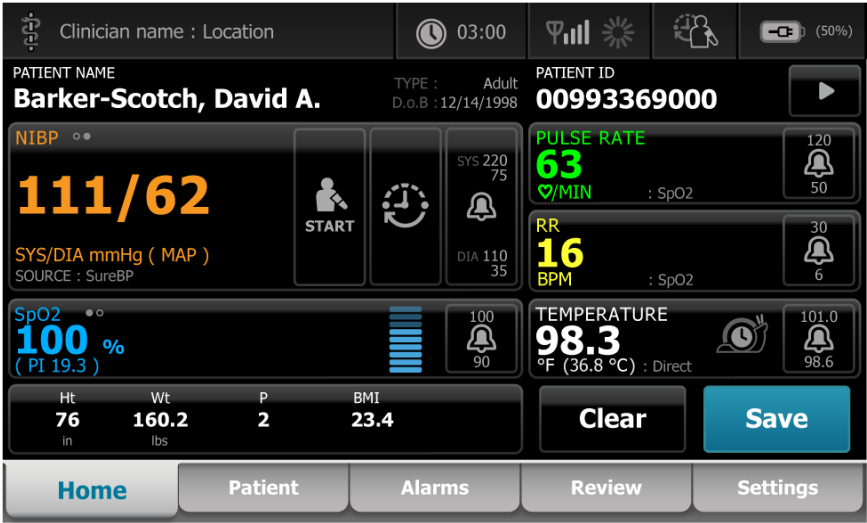 Clinician name : Location
03:00
(50%)
PATIENT NAME
Barker-Scotch, David A.
TYPE : Adult
D.o.B : 12/14/1998
PATIENT ID
00993369000
NIBP
111/62
SYS/DIA mmHg ( MAP )
SOURCE : SureBP
START
SYS 220
75
DIA 110
35
PULSE RATE
63
/MIN : SpO2
120
50
RR
16
BPM : SpO2
30
6
SpO2
100 %
( PI 19.3 )
100
90
TEMPERATURE
98.3
°F (36.8 °C) : Direct
101.0
98.6
Ht Wt P BMI
76 160.2 2 23.4
in lbs
Clear Save
Home Patient Alarms Review Settings